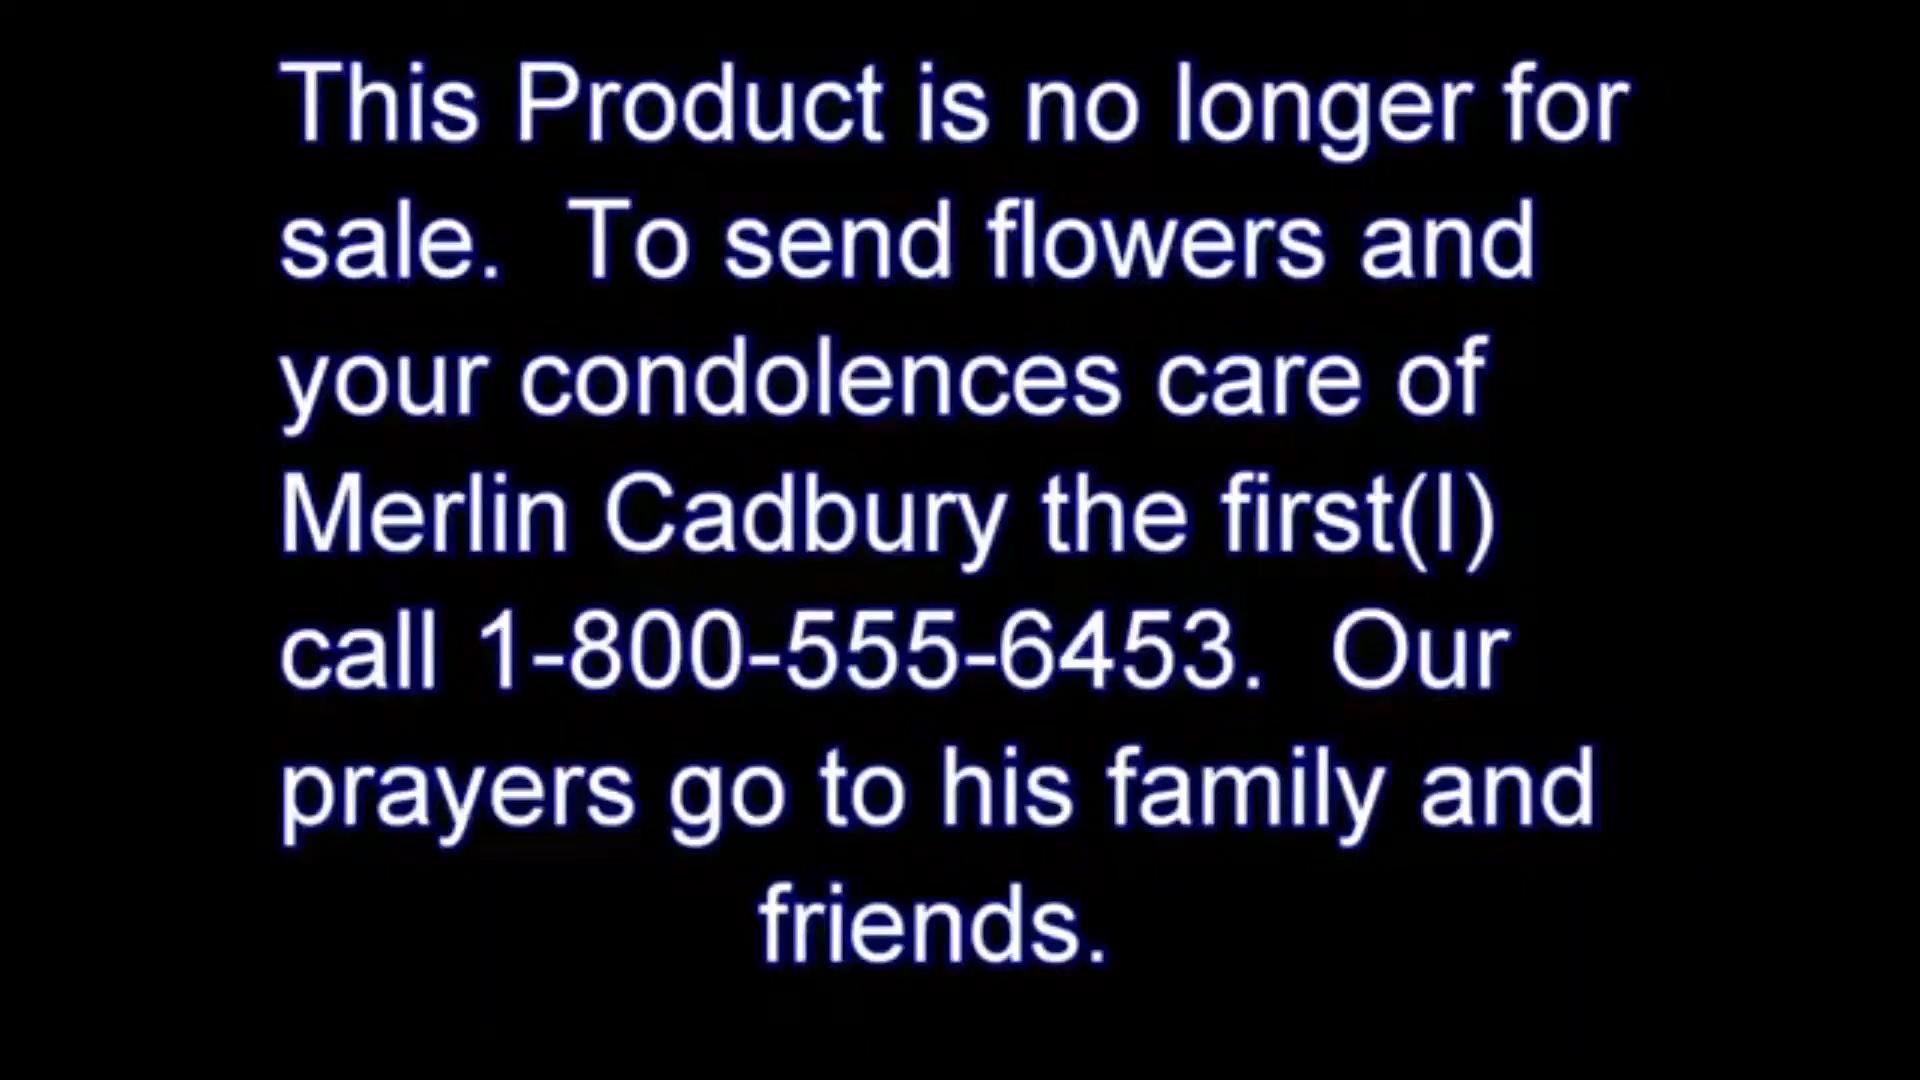 This Product is no longer for
sale.  To send flowers and
your condolences care of
Merlin Cadbury the first(I)
call 1-800-555-6453.  Our
prayers go to his family and
friends.